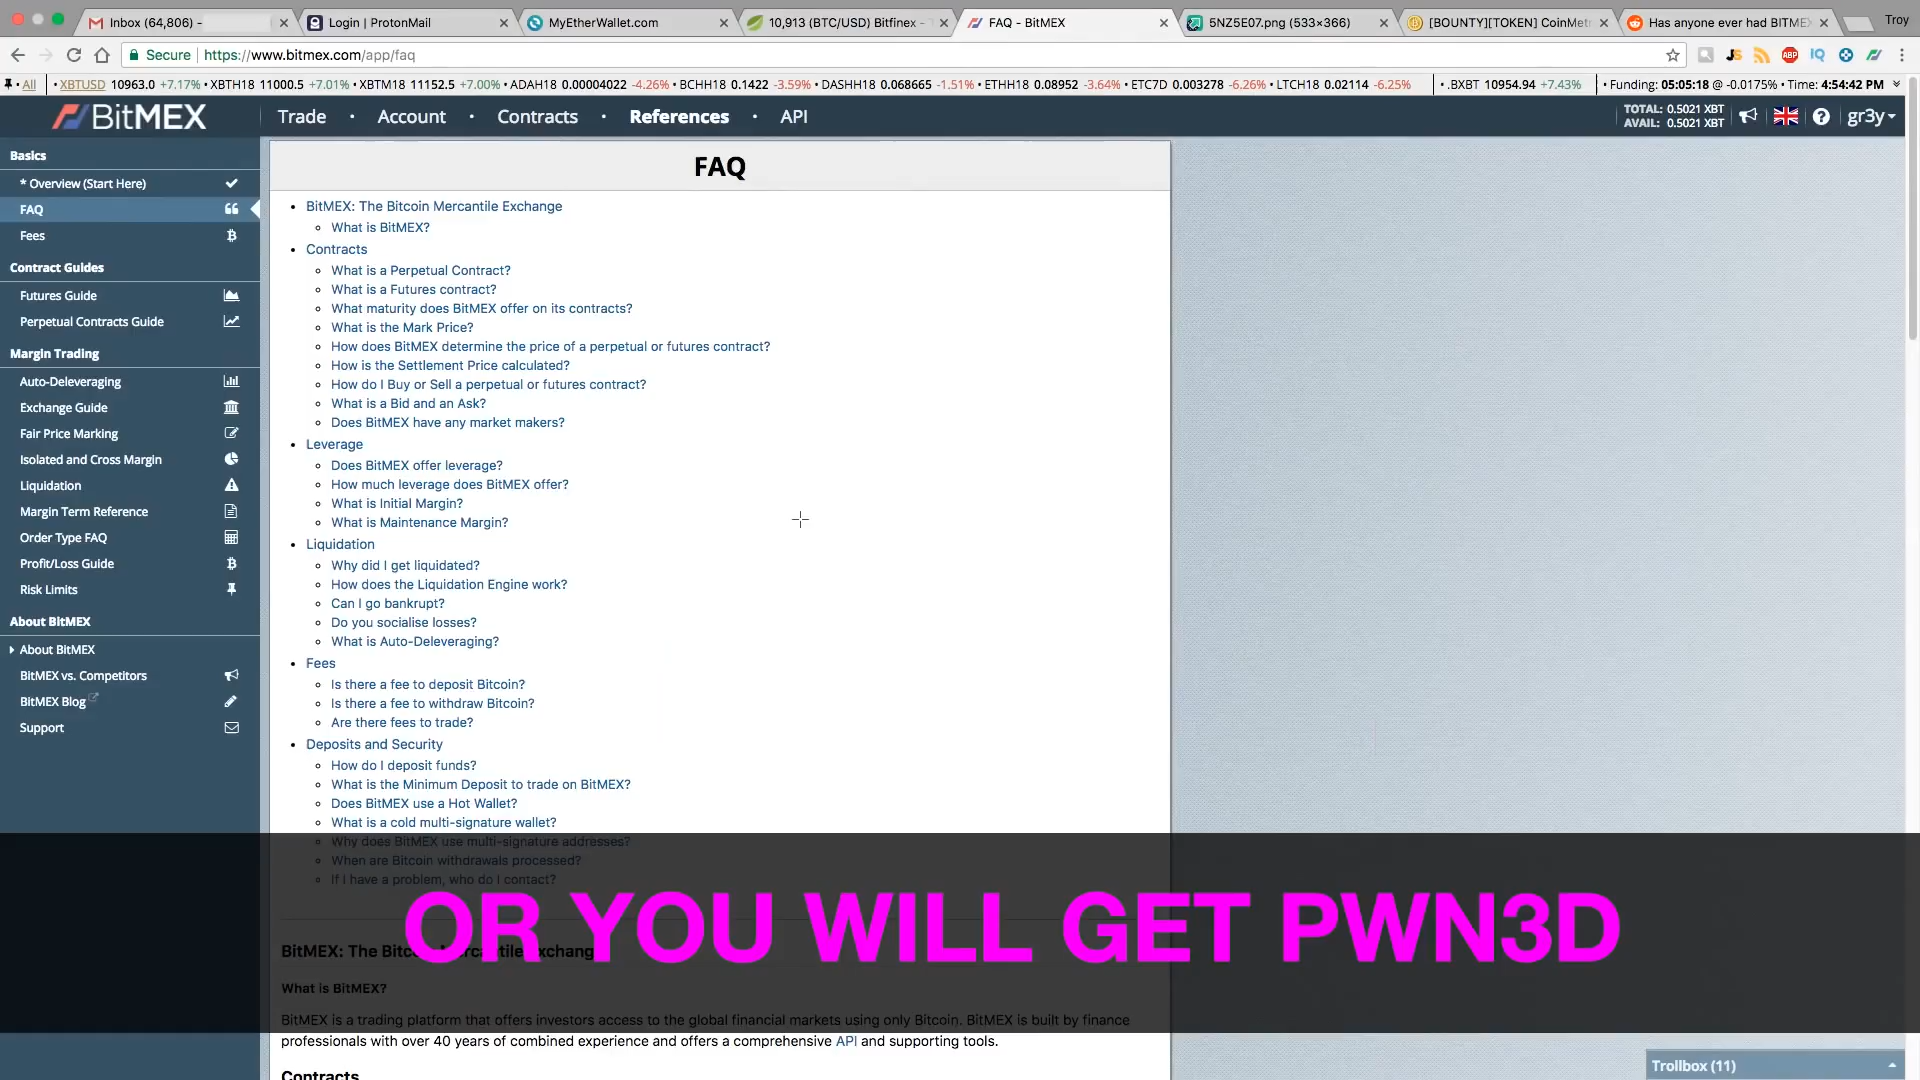 Inbox (64,806) -
Login | ProtonMail
MyEtherWallet.com
10,913 (BTC/USD) Bitfinex -
FAQ - BitMEX
5NZ5E07.png (533×366)
[BOUNTY][TOKEN] CoinMet
Has anyone ever had BITME
Troy
Secure
https://www.bitmex.com/app/faq
All • XBTUSD 10963.0 +7.17% • XBTH18 11000.5 +7.01% • XBTM18 11152.5 +7.00% • ADAH18 0.00004022 -4.26% • BCHH18 0.1422 -3.59% • DASHH18 0.068665 -1.51% • ETHH18 0.08952 -3.64% • ETC7D 0.003278 -6.26% • LTCH18 0.02114 -6.25% • .BXBT 10954.94 +7.43% • Funding: 05:05:18 @ -0.0175% • Time: 4:54:42 PM
BitMEX
Trade • Account • Contracts • References • API
TOTAL: 0.5021 XBT
AVAIL: 0.5021 XBT
gr3y
Basics
* Overview (Start Here)
FAQ
Fees
Contract Guides
Futures Guide
Perpetual Contracts Guide
Margin Trading
Auto-Deleveraging
Exchange Guide
Fair Price Marking
Isolated and Cross Margin
Liquidation
Margin Term Reference
Order Type FAQ
Profit/Loss Guide
Risk Limits
About BitMEX
About BitMEX
BitMEX vs. Competitors
BitMEX Blog
Support
FAQ
• BitMEX: The Bitcoin Mercantile Exchange
What is BitMEX?
• Contracts
What is a Perpetual Contract?
What is a Futures contract?
What maturity does BitMEX offer on its contracts?
What is the Mark Price?
How does BitMEX determine the price of a perpetual or futures contract?
How is the Settlement Price calculated?
How do I Buy or Sell a perpetual or futures contract?
What is a Bid and an Ask?
Does BitMEX have any market makers?
• Leverage
Does BitMEX offer leverage?
How much leverage does BitMEX offer?
What is Initial Margin?
What is Maintenance Margin?
• Liquidation
Why did I get liquidated?
How does the Liquidation Engine work?
Can I go bankrupt?
Do you socialise losses?
What is Auto-Deleveraging?
• Fees
Is there a fee to deposit Bitcoin?
Is there a fee to withdraw Bitcoin?
Are there fees to trade?
• Deposits and Security
How do I deposit funds?
What is the Minimum Deposit to trade on BitMEX?
Does BitMEX use a Hot Wallet?
What is a cold multi-signature wallet?
Why does BitMEX use multi-signature addresses?
When are Bitcoin withdrawals processed?
If I have a problem, who do I contact?
OR YOU WILL GET PWN3D
BitMEX: The Bitcoin Mercantile Exchange
What is BitMEX?
BitMEX is a trading platform that offers investors access to the global financial markets using only Bitcoin. BitMEX is built by finance
professionals with over 40 years of combined experience and offers a comprehensive API and supporting tools.
Contracts
Trollbox (11)